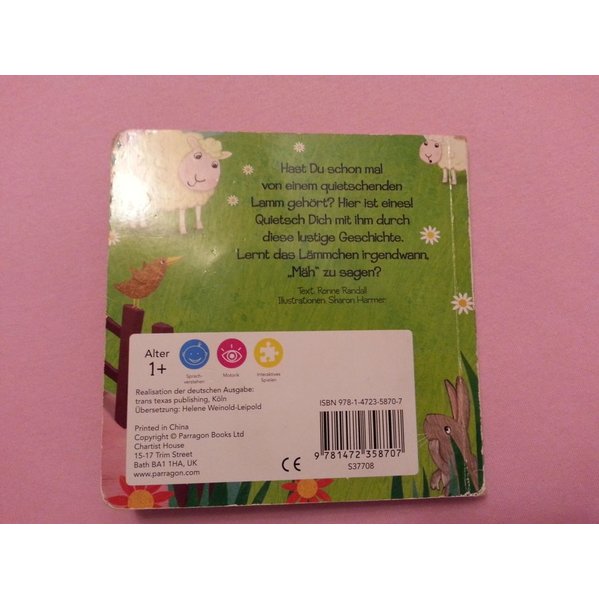 Hast Du schon mal
von einem quietschenden
Lamm gehört? Hier ist eines!
Quietsch Dich mit ihm durch
diese lustige Geschichte.
Lernt das Lämmchen irgendwann,
„Mäh“ zu sagen?
Text: Ronne Randall
Illustrationen: Sharon Harmer
Alter
1+
Sprach-
verstehen
Motorik
Interaktives
Spielen
Realisation der deutschen Ausgabe:
trans texas publishing, Köln
Übersetzung: Helene Weinold-Leipold
Printed in China
Copyright © Parragon Books Ltd
Chartist House
15-17 Trim Street
Bath BA1 1HA, UK
www.parragon.com
CE
ISBN 978-1-4723-5870-7
9 781472 358707
S37708